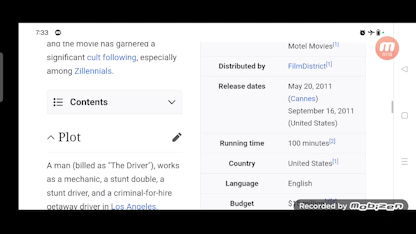 7:33
and the movie has garnered a
significant cult following, especially
among Zillennials.
Contents
Plot
A man (billed as "The Driver"), works
as a mechanic, a stunt double, a
stunt driver, and a criminal-for-hire
getaway driver in Los Angeles.
Motel Movies[1]
Distributed by FilmDistrict[1]
Release dates May 20, 2011
(Cannes)
September 16, 2011
(United States)
Running time 100 minutes[2]
Country United States[1]
Language English
Budget
Recorded by Mobizen